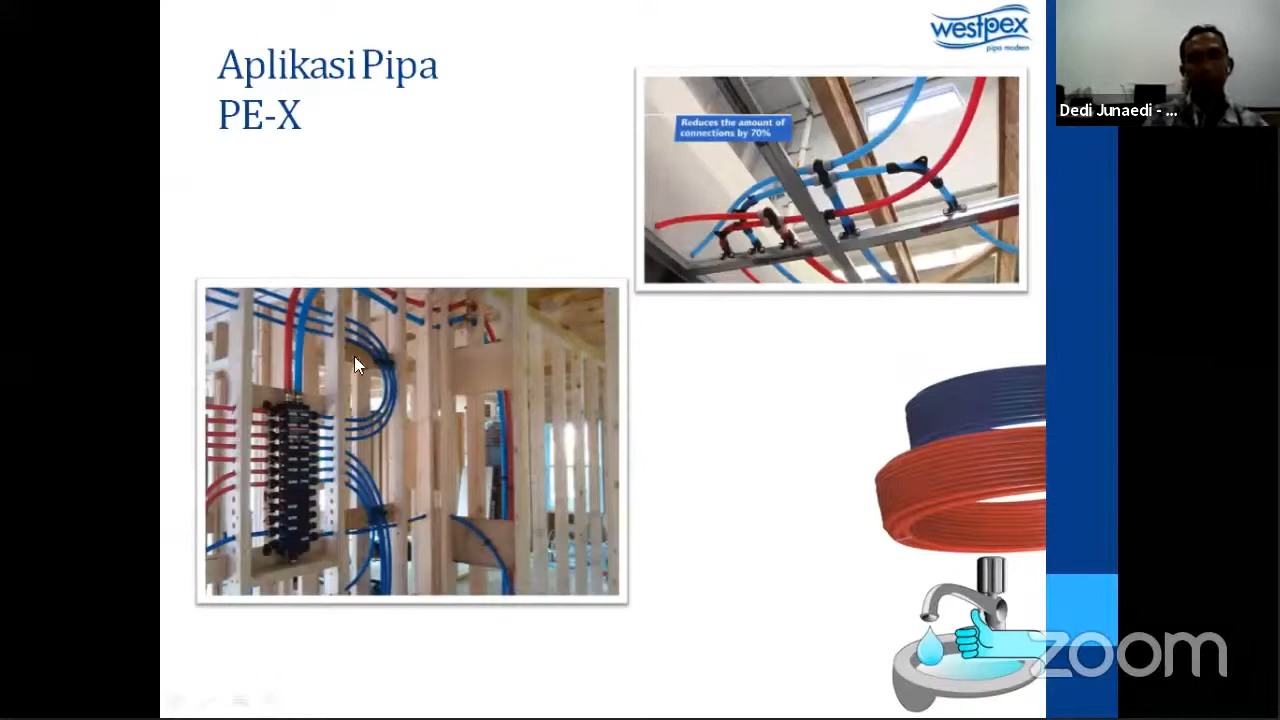 Aplikasi Pipa
PE-X
westpex
pipa modern
Reduces the amount of
connections by 70%
Dedi Junaedi - ...
zoom